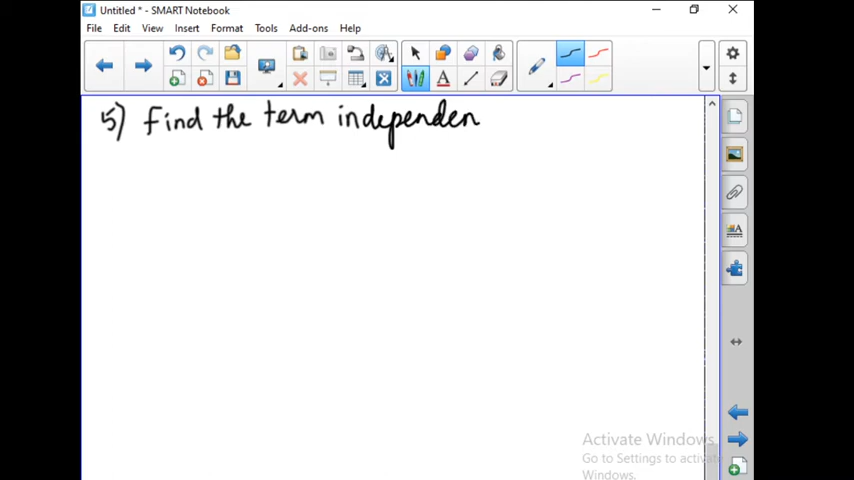 Untitled * - SMART Notebook
File Edit View Insert Format Tools Add-ons Help
5) Find the term independen
Activate Windows
Go to Settings to activate
Windows.